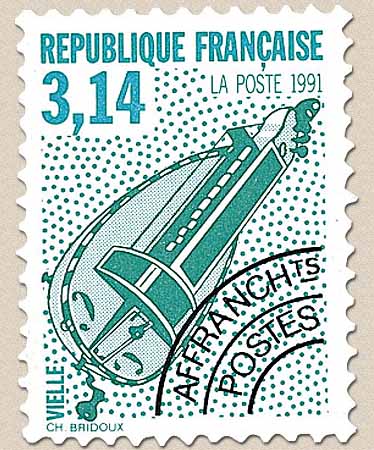 REPUBLIQUE FRANÇAISE
3,14
LA POSTE 1991
VIELLE
AFFRANCHTS
POSTES
CH. BRIDOUX